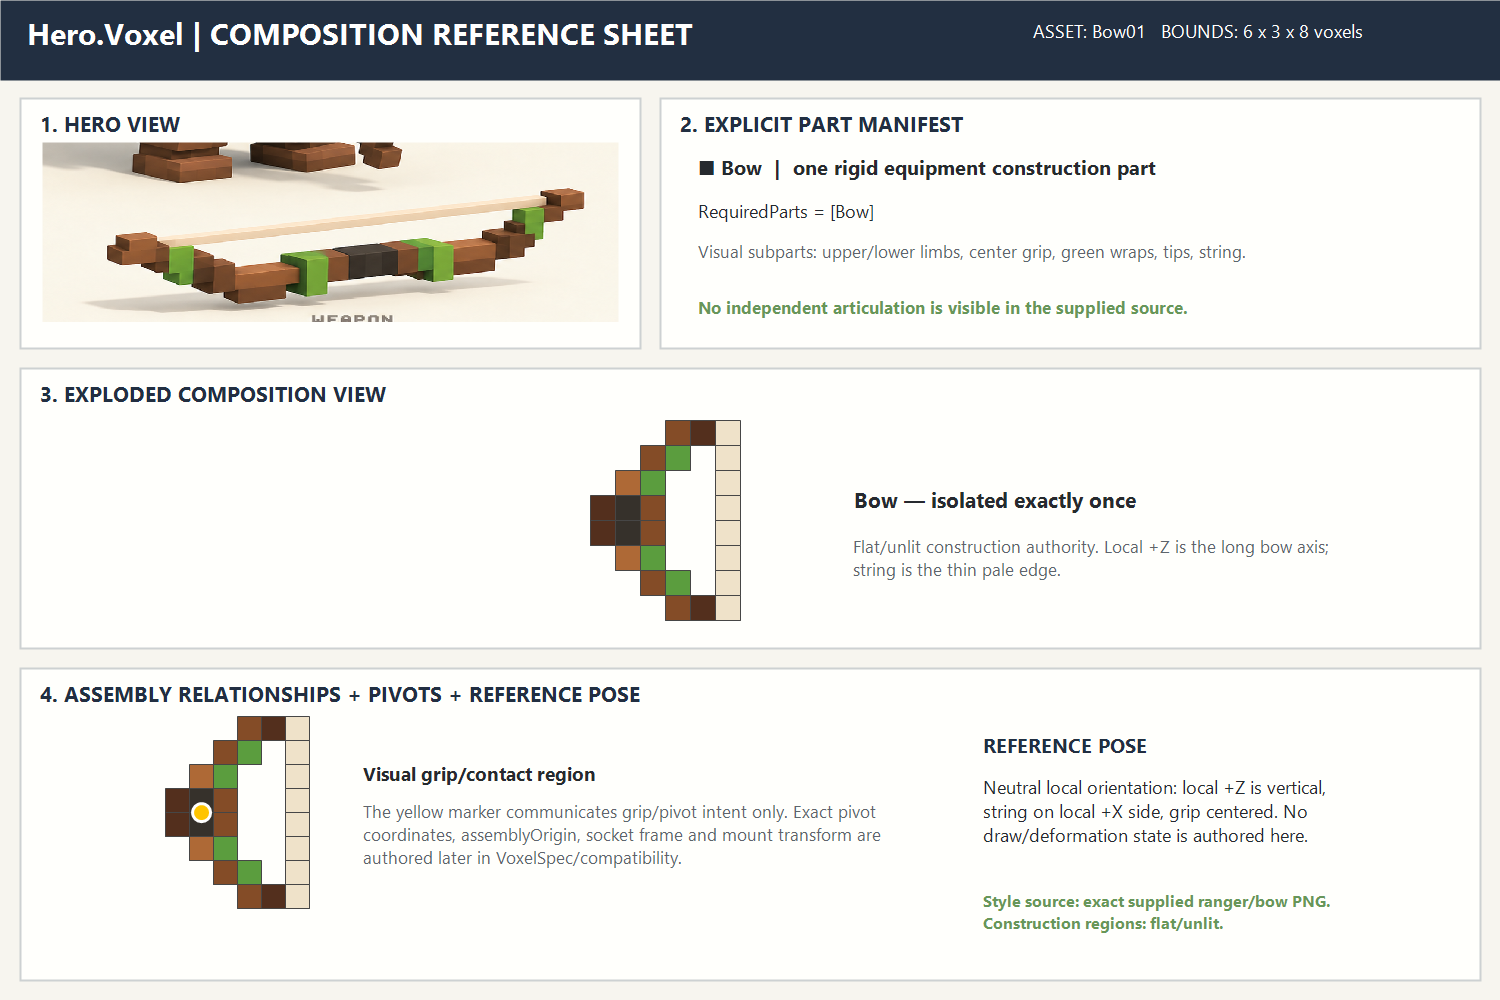 Hero.Voxel | COMPOSITION REFERENCE SHEET
ASSET: Bow01   BOUNDS: 6 x 3 x 8 voxels
1. HERO VIEW
WEAPON
2. EXPLICIT PART MANIFEST
■ Bow | one rigid equipment construction part
RequiredParts = [Bow]
Visual subparts: upper/lower limbs, center grip, green wraps, tips, string.
No independent articulation is visible in the supplied source.
3. EXPLODED COMPOSITION VIEW
Bow — isolated exactly once
Flat/unlit construction authority. Local +Z is the long bow axis;
string is the thin pale edge.
4. ASSEMBLY RELATIONSHIPS + PIVOTS + REFERENCE POSE
Visual grip/contact region
The yellow marker communicates grip/pivot intent only. Exact pivot
coordinates, assemblyOrigin, socket frame and mount transform are
authored later in VoxelSpec/compatibility.
REFERENCE POSE
Neutral local orientation: local +Z is vertical,
string on local +X side, grip centered. No
draw/deformation state is authored here.
Style source: exact supplied ranger/bow PNG.
Construction regions: flat/unlit.